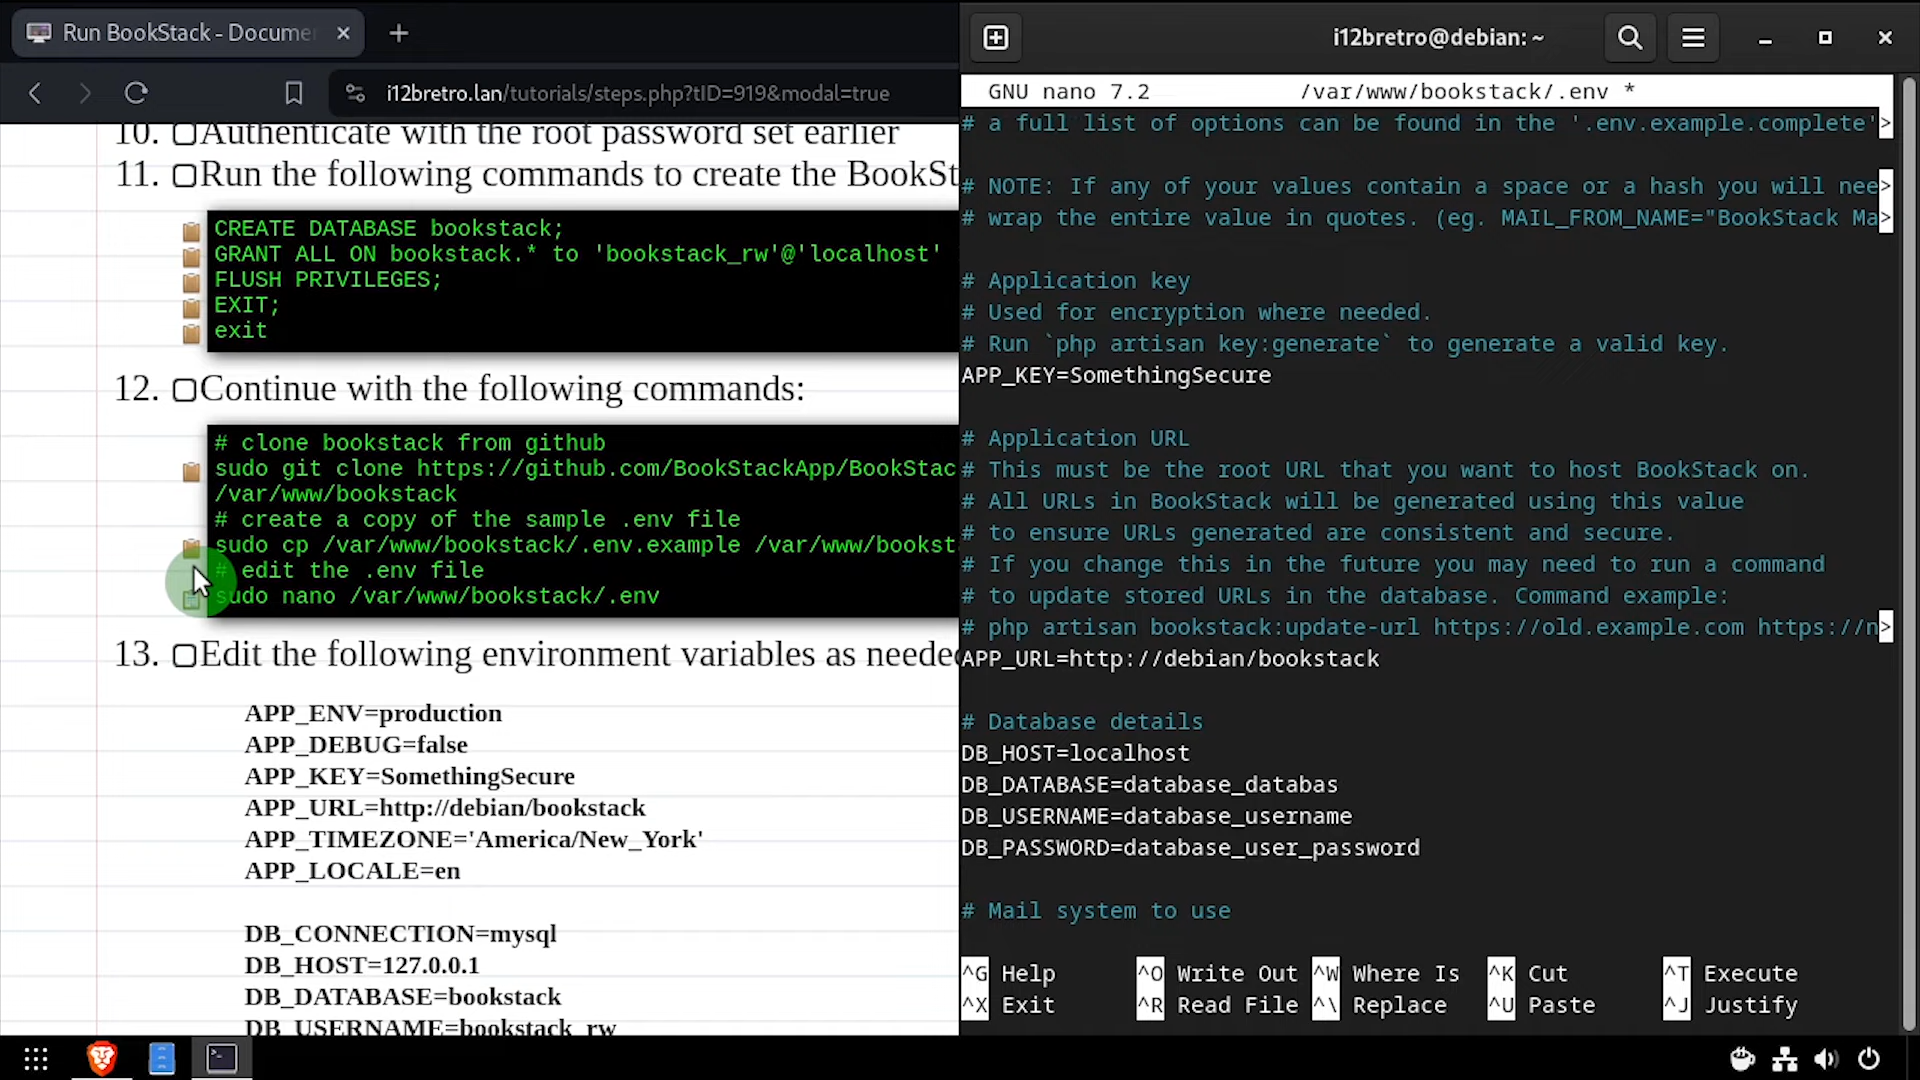 Run BookStack - Docume
i12bretro.lan/tutorials/steps.php?tID=919&modal=true
10. Authenticate with the root password set earlier
11. Run the following commands to create the BookSt
CREATE DATABASE bookstack;
GRANT ALL ON bookstack.* to 'bookstack_rw'@'localhost'
FLUSH PRIVILEGES;
EXIT;
exit
12. Continue with the following commands:
# clone bookstack from github
sudo git clone https://github.com/BookStackApp/BookStac
/var/www/bookstack
# create a copy of the sample .env file
sudo cp /var/www/bookstack/.env.example /var/www/bookst
# edit the .env file
sudo nano /var/www/bookstack/.env
13. Edit the following environment variables as neede
APP_ENV=production
APP_DEBUG=false
APP_KEY=SomethingSecure
APP_URL=http://debian/bookstack
APP_TIMEZONE='America/New_York'
APP_LOCALE=en
DB_CONNECTION=mysql
DB_HOST=127.0.0.1
DB_DATABASE=bookstack
DB_USERNAME=bookstack_rw
i12bretro@debian: ~
GNU nano 7.2 /var/www/bookstack/.env *
# a full list of options can be found in the '.env.example.complete'>
# NOTE: If any of your values contain a space or a hash you will nee>
# wrap the entire value in quotes. (eg. MAIL_FROM_NAME="BookStack Ma>
# Application key
# Used for encryption where needed.
# Run `php artisan key:generate` to generate a valid key.
APP_KEY=SomethingSecure
# Application URL
# This must be the root URL that you want to host BookStack on.
# All URLs in BookStack will be generated using this value
# to ensure URLs generated are consistent and secure.
# If you change this in the future you may need to run a command
# to update stored URLs in the database. Command example:
# php artisan bookstack:update-url https://old.example.com https://n>
APP_URL=http://debian/bookstack
# Database details
DB_HOST=localhost
DB_DATABASE=database_databas
DB_USERNAME=database_username
DB_PASSWORD=database_user_password
# Mail system to use
^G Help ^O Write Out ^W Where Is ^K Cut ^T Execute
^X Exit ^R Read File ^\ Replace ^U Paste ^J Justify